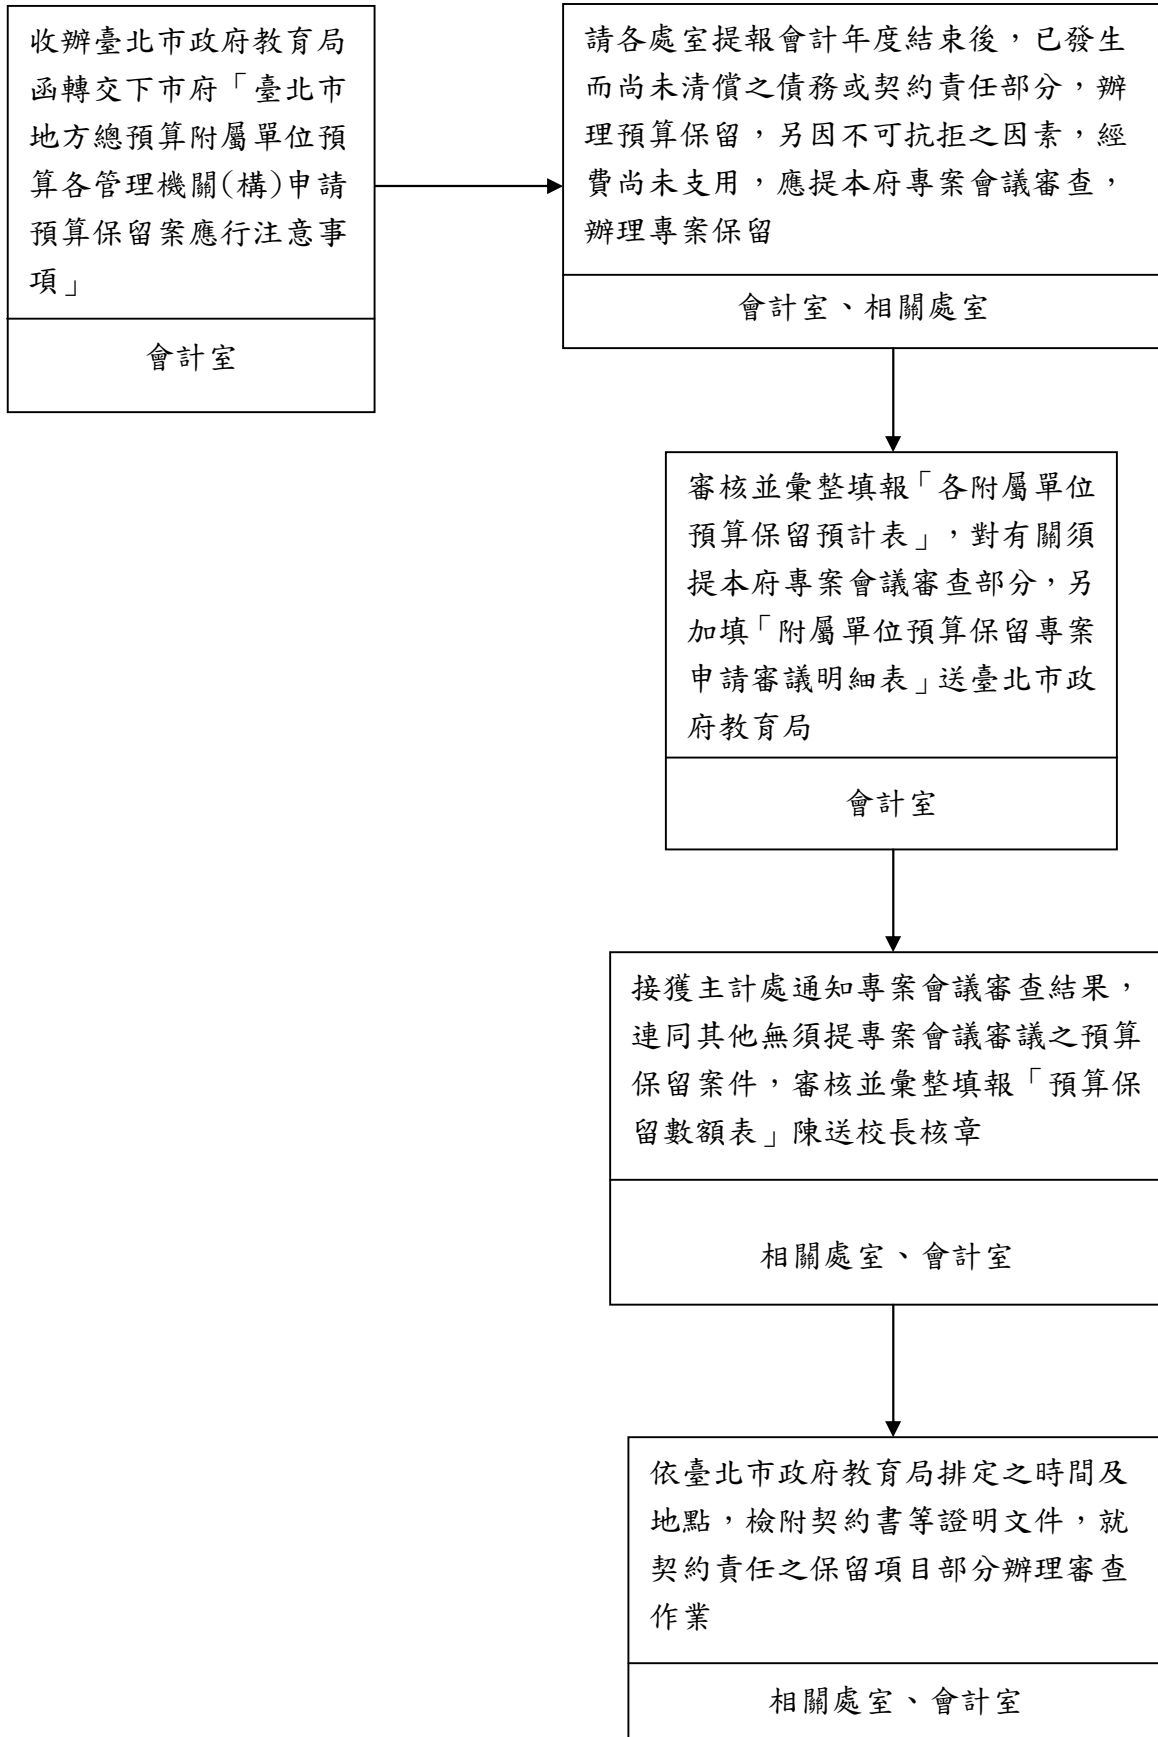 收辦臺北市政府教育局
函轉交下市府「臺北市
地方總預算附屬單位預
算各管理機關(構)申請
預算保留案應行注意事
項」
會計室
請各處室提報會計年度結束後，已發生
而尚未清償之債務或契約責任部分，辦
理預算保留，另因不可抗拒之因素，經
費尚未支用，應提本府專案會議審查，
辦理專案保留
會計室、相關處室
審核並彙整填報「各附屬單位
預算保留預計表」，對有關須
提本府專案會議審查部分，另
加填「附屬單位預算保留專案
申請審議明細表」送臺北市政
府教育局
會計室
接獲主計處通知專案會議審查結果，
連同其他無須提專案會議審議之預算
保留案件，審核並彙整填報「預算保
留數額表」陳送校長核章
相關處室、會計室
依臺北市政府教育局排定之時間及
地點，檢附契約書等證明文件，就
契約責任之保留項目部分辦理審查
作業
相關處室、會計室